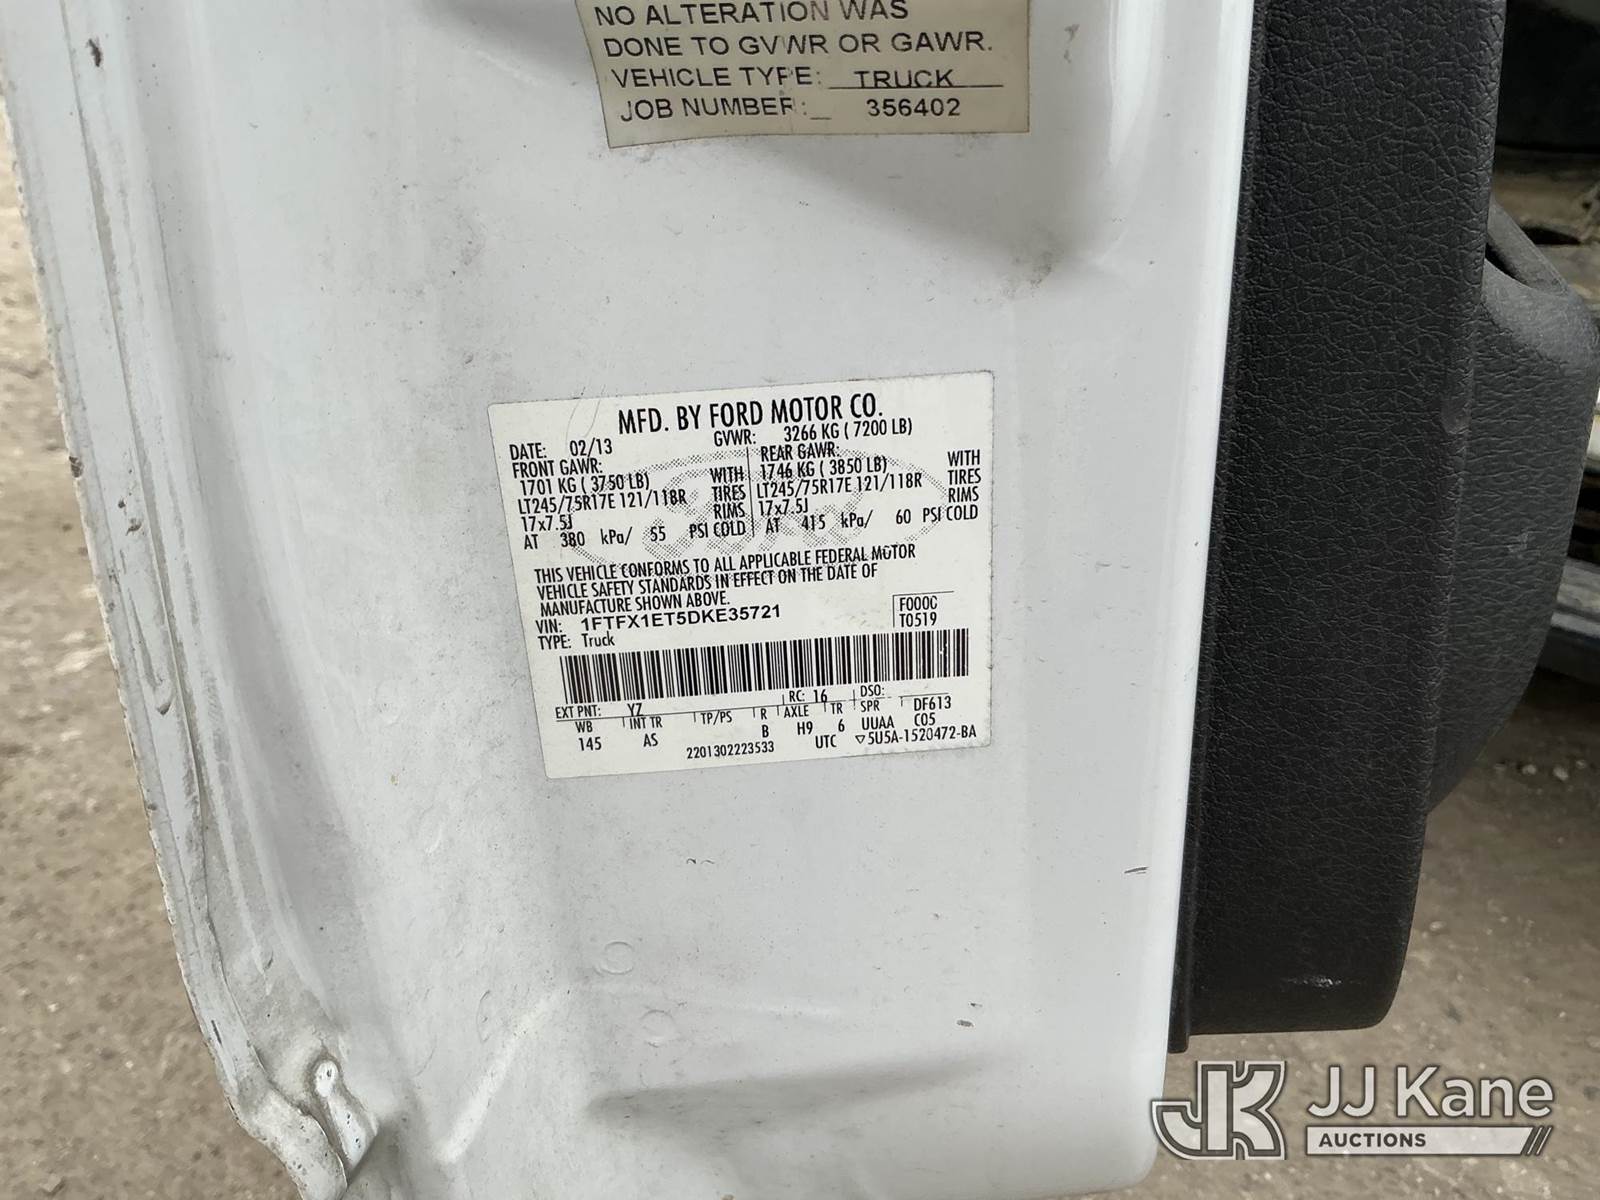 NO ALTERATION WAS
DONE TO GVWR OR GAWR.
VEHICLE TYPE: TRUCK
JOB NUMBER: 356402
MFD. BY FORD MOTOR CO.
DATE: 02/13 GVWR: 3266 KG ( 7200 LB)
FRONT GAWR: REAR GAWR:
1701 KG ( 3750 LB) WITH 1746 KG ( 3850 LB) WITH
LT245/75R17E 121/118R TIRES LT245/75R17E 121/118R TIRES
17x7.5J RIMS 17x7.5J RIMS
AT 380 kPa/ 55 PSI COLD AT 415 kPa/ 60 PSI COLD
THIS VEHICLE CONFORMS TO ALL APPLICABLE FEDERAL MOTOR
VEHICLE SAFETY STANDARDS IN EFFECT ON THE DATE OF
MANUFACTURE SHOWN ABOVE.
VIN: 1FTFX1ET5DKE35721 F000C
TYPE: Truck T0519
EXT PNT: YZ RC: 16 DSO:
WB INT TR TP/PS R AXLE TR SPR DF613
145 AS B H9 6 UUAA C05
2201302223533 UTC ▽5U5A-1520472-BA
JK JJ Kane
AUCTIONS